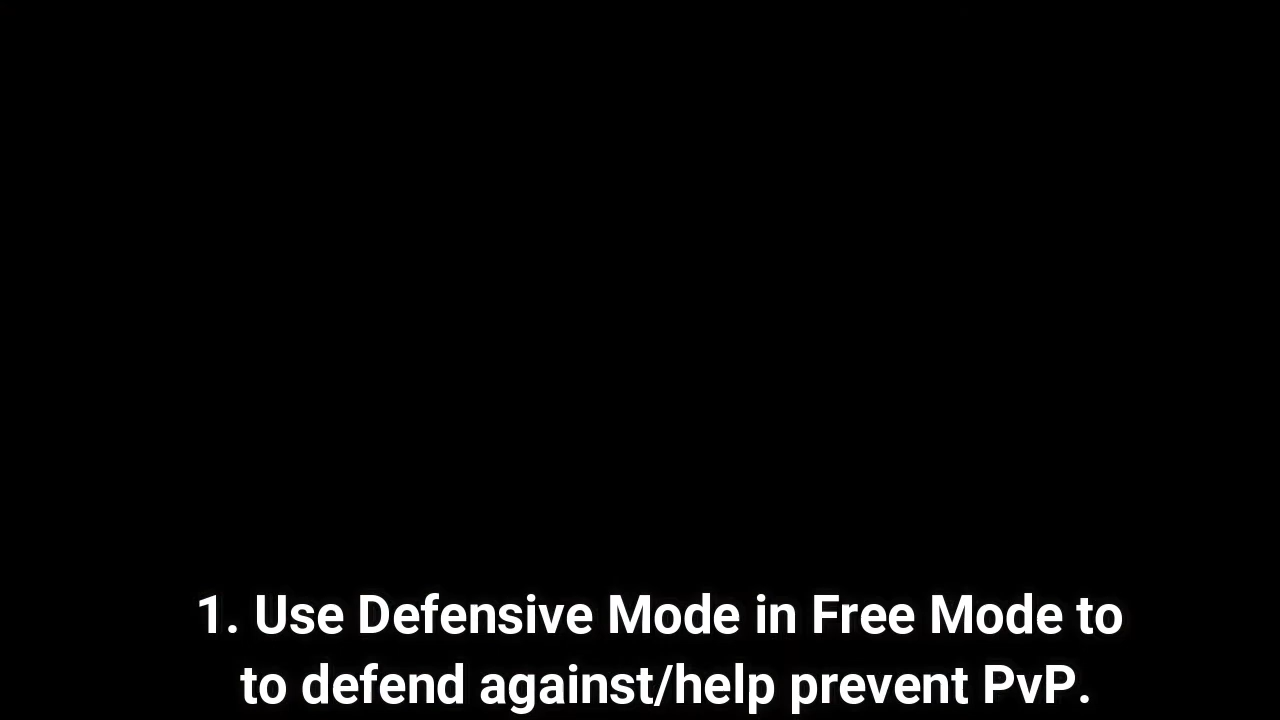 1. Use Defensive Mode in Free Mode to
to defend against/help prevent PvP.